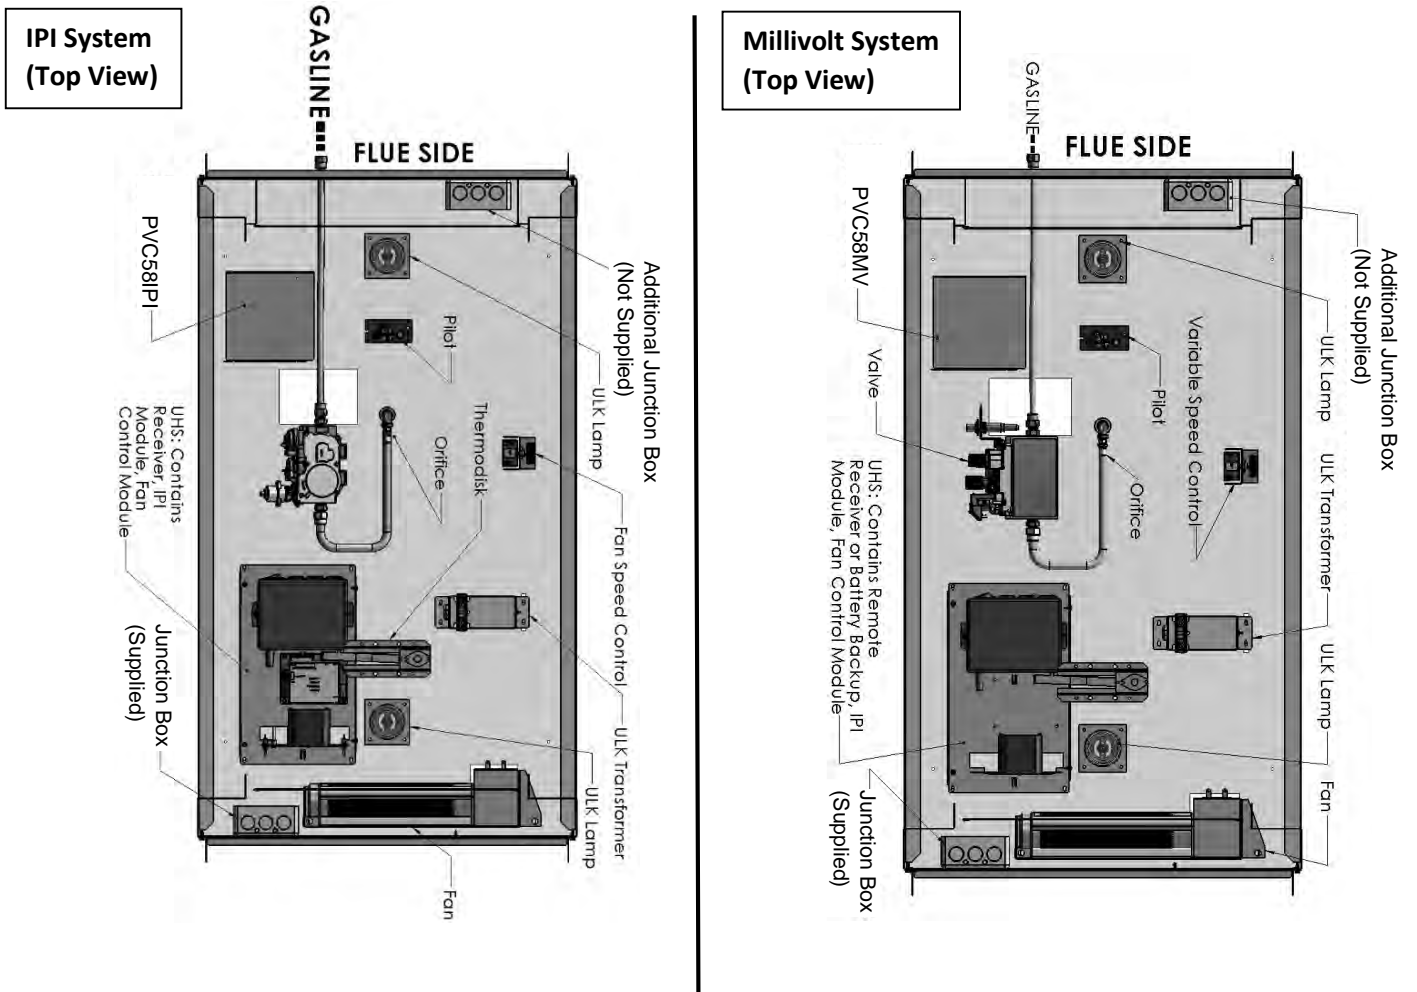 IPI System
(Top View)
GASLINE
FLUE SIDE
PVC58IPI
Additional Junction Box
(Not Supplied)
Pilot
ULK Lamp
Thermodisk
Orifice
UHS: Contains
Receiver, IPI
Module, Fan
Control Module
Fan Speed Control
Junction Box
(Supplied)
ULK Transformer
ULK Lamp
Fan
Millivolt System
(Top View)
GASLINE
FLUE SIDE
PVC58MV
Additional Junction Box
(Not Supplied)
Variable Speed Control
ULK Lamp
Valve
Pilot
Orifice
ULK Transformer
UHS: Contains Remote
Receiver or Battery Backup, IPI
Module, Fan Control Module
ULK Lamp
Fan
Junction Box
(Supplied)